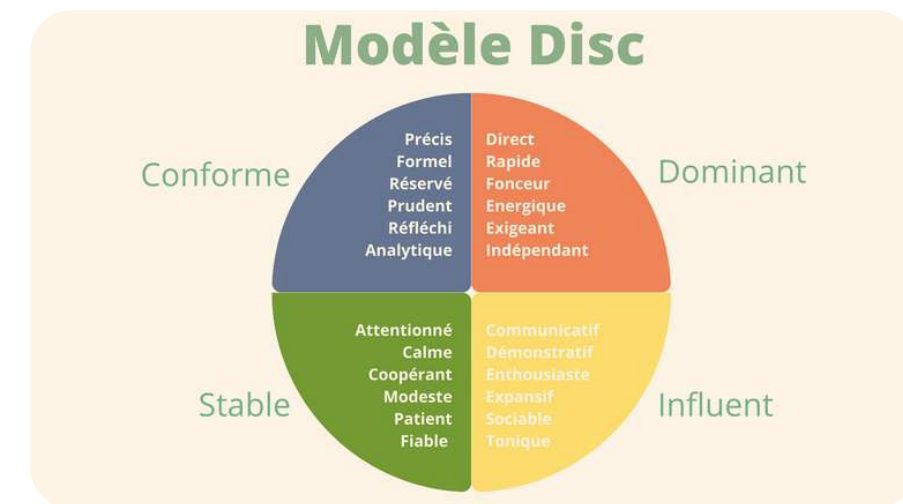 Modèle Disc
Conforme
Précis
Formel
Réservé
Prudent
Réfléchi
Analytique
Direct
Rapide
Fonceur
Energique
Exigeant
Indépendant
Dominant
Stable
Attentionné
Calme
Coopérant
Modeste
Patient
Fiable
Communicatif
Démonstratif
Enthousiaste
Expansif
Sociable
Tonique
Influent